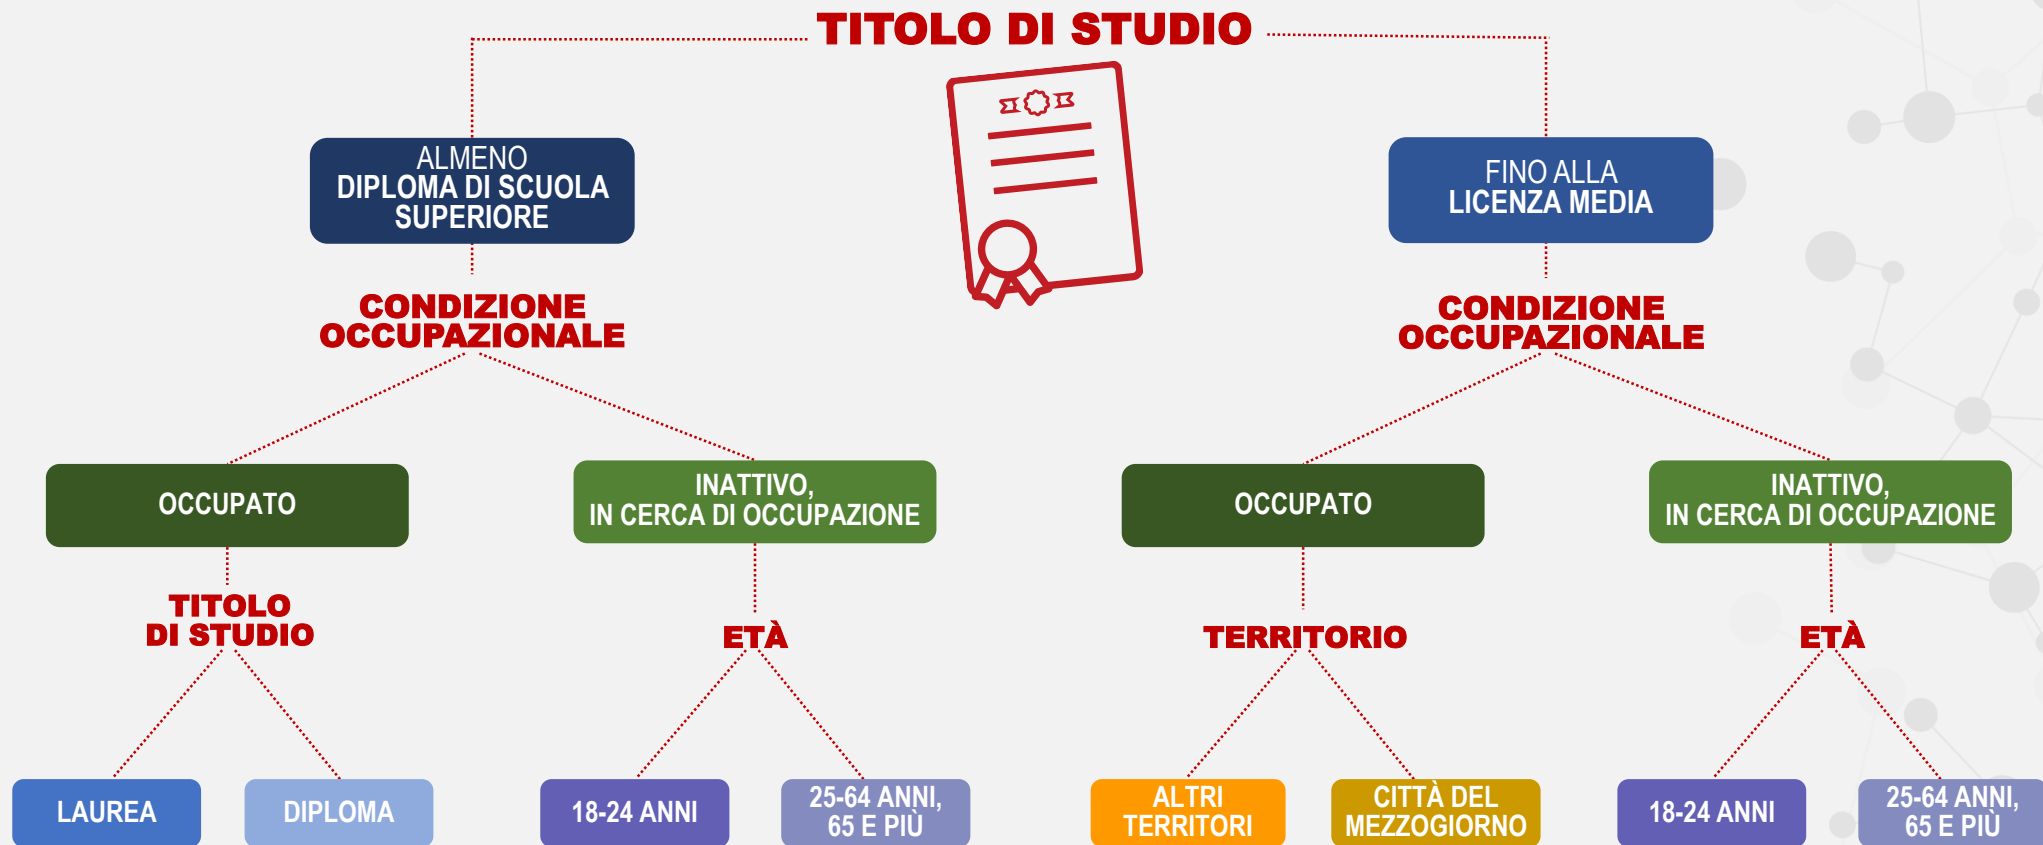 TITOLO DI STUDIO
ALMENO
DIPLOMA DI SCUOLA
SUPERIORE
FINO ALLA
LICENZA MEDIA
CONDIZIONE
OCCUPAZIONALE
CONDIZIONE
OCCUPAZIONALE
OCCUPATO
INATTIVO,
IN CERCA DI OCCUPAZIONE
OCCUPATO
INATTIVO,
IN CERCA DI OCCUPAZIONE
TITOLO
DI STUDIO
ETÀ
TERRITORIO
ETÀ
LAUREA
DIPLOMA
18-24 ANNI
25-64 ANNI,
65 E PIÙ
ALTRI
TERRITORI
CITTÀ DEL
MEZZOGIORNO
18-24 ANNI
25-64 ANNI,
65 E PIÙ